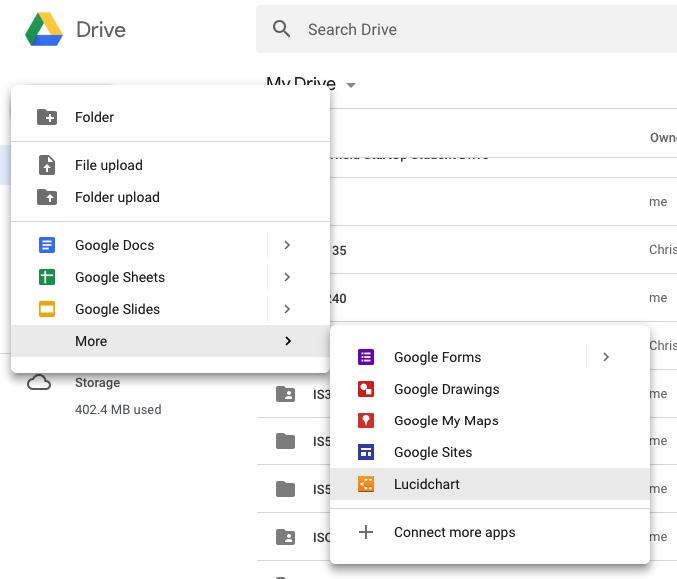 Drive
Search Drive
My Drive
Folder
File upload
Folder upload
Google Docs
Google Sheets
Google Slides
More
Storage
402.4 MB used
me
35
Chris
240
me
Chris
Google Forms
Google Drawings
Google My Maps
Google Sites
Lucidchart
Connect more apps
IS3
me
IS5
me
IS5
me
me